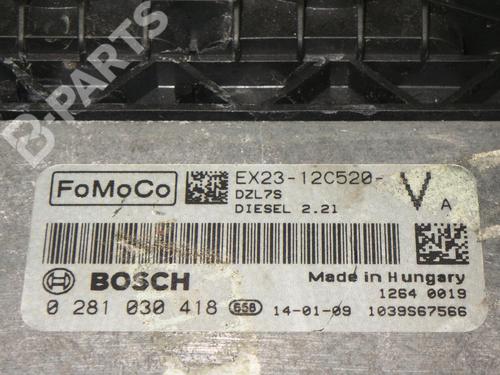 B-PARTS
FoMoCo
EX23-12C520-
DZL7S
DIESEL 2.2l
V A
BOSCH
Made in Hungary
1264 0019
0 281 030 418 658 14-01-09 1039S67566